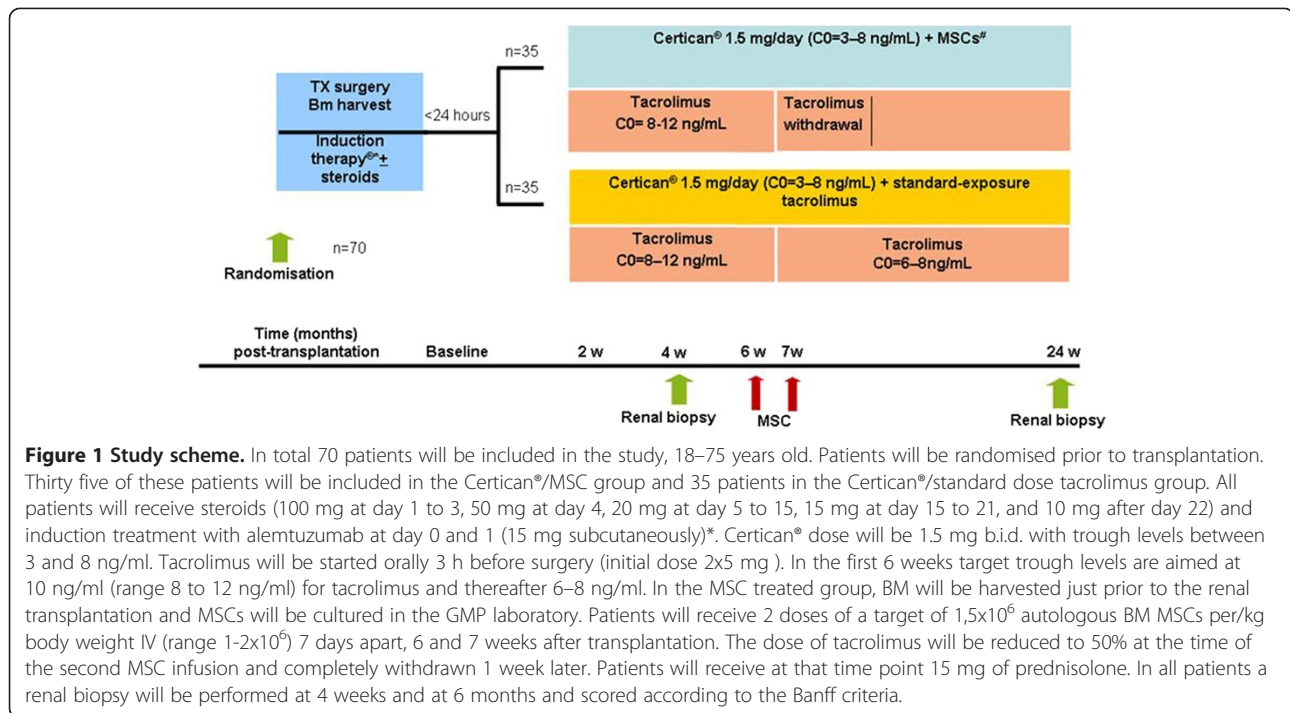 Certican® 1.5 mg/day (C0=3–8 ng/mL) + MSCs#
n=35
TX surgery
Bm harvest
<24 hours
Tacrolimus
C0= 8-12 ng/mL
Tacrolimus
withdrawal
Induction
steroids
n=35
Certican® 1.5 mg/day (C0=3–8 ng/mL) + standard-exposure
tacrolimus
n=70
Randomisation
Tacrolimus
C0=8–12 ng/mL
Tacrolimus
C0=6–8ng/mL
Time (months)
post-transplantation
Baseline
2 w
4 w
6 w
7w
24 w
Renal biopsy
MSC
Renal biopsy
Figure 1 Study scheme. In total 70 patients will be included in the study, 18–75 years old. Patients will be randomised prior to transplantation.
Thirty five of these patients will be included in the Certican®/MSC group and 35 patients in the Certican®/standard dose tacrolimus group. All
patients will receive steroids (100 mg at day 1 to 3, 50 mg at day 4, 20 mg at day 5 to 15, 15 mg at day 15 to 21, and 10 mg after day 22) and
induction treatment with alemtuzumab at day 0 and 1 (15 mg subcutaneously)*. Certican® dose will be 1.5 mg b.i.d. with trough levels between
3 and 8 ng/ml. Tacrolimus will be started orally 3 h before surgery (initial dose 2x5 mg ). In the first 6 weeks target trough levels are aimed at
10 ng/ml (range 8 to 12 ng/ml) for tacrolimus and thereafter 6–8 ng/ml. In the MSC treated group, BM will be harvested just prior to the renal
transplantation and MSCs will be cultured in the GMP laboratory. Patients will receive 2 doses of a target of 1,5x10⁶ autologous BM MSCs per/kg
body weight IV (range 1-2x10⁶) 7 days apart, 6 and 7 weeks after transplantation. The dose of tacrolimus will be reduced to 50% at the time of
the second MSC infusion and completely withdrawn 1 week later. Patients will receive at that time point 15 mg of prednisolone. In all patients a
renal biopsy will be performed at 4 weeks and at 6 months and scored according to the Banff criteria.